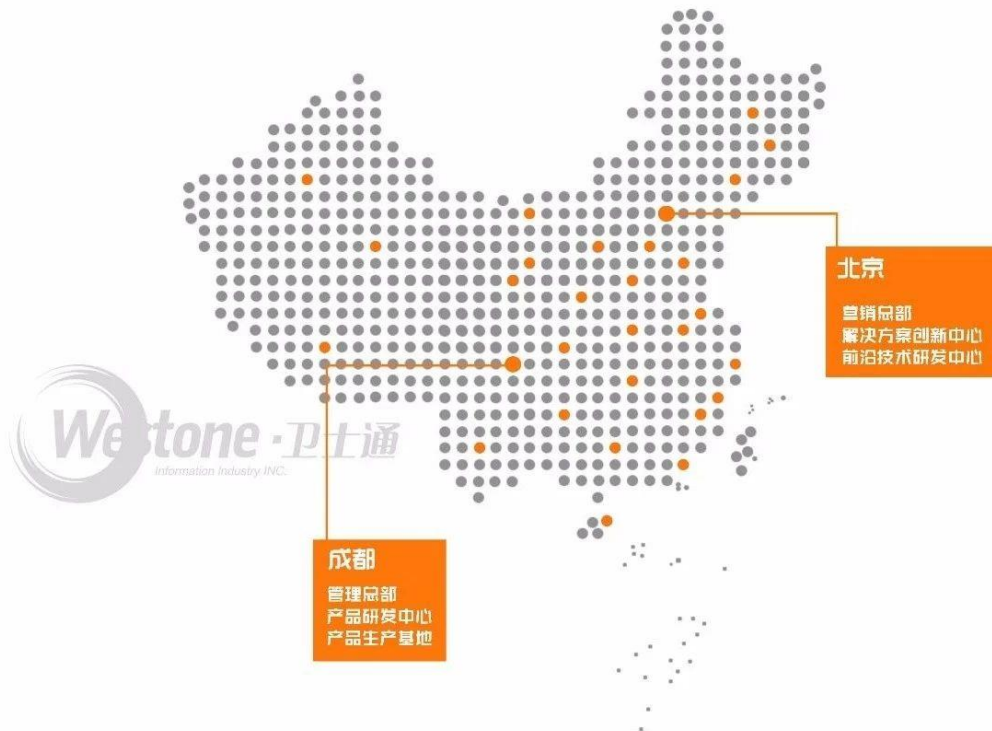 北京
营销总部
解决方案创新中心
前沿技术研发中心
Westone·卫士通
Information Industry INC.
成都
管理总部
产品研发中心
产品生产基地